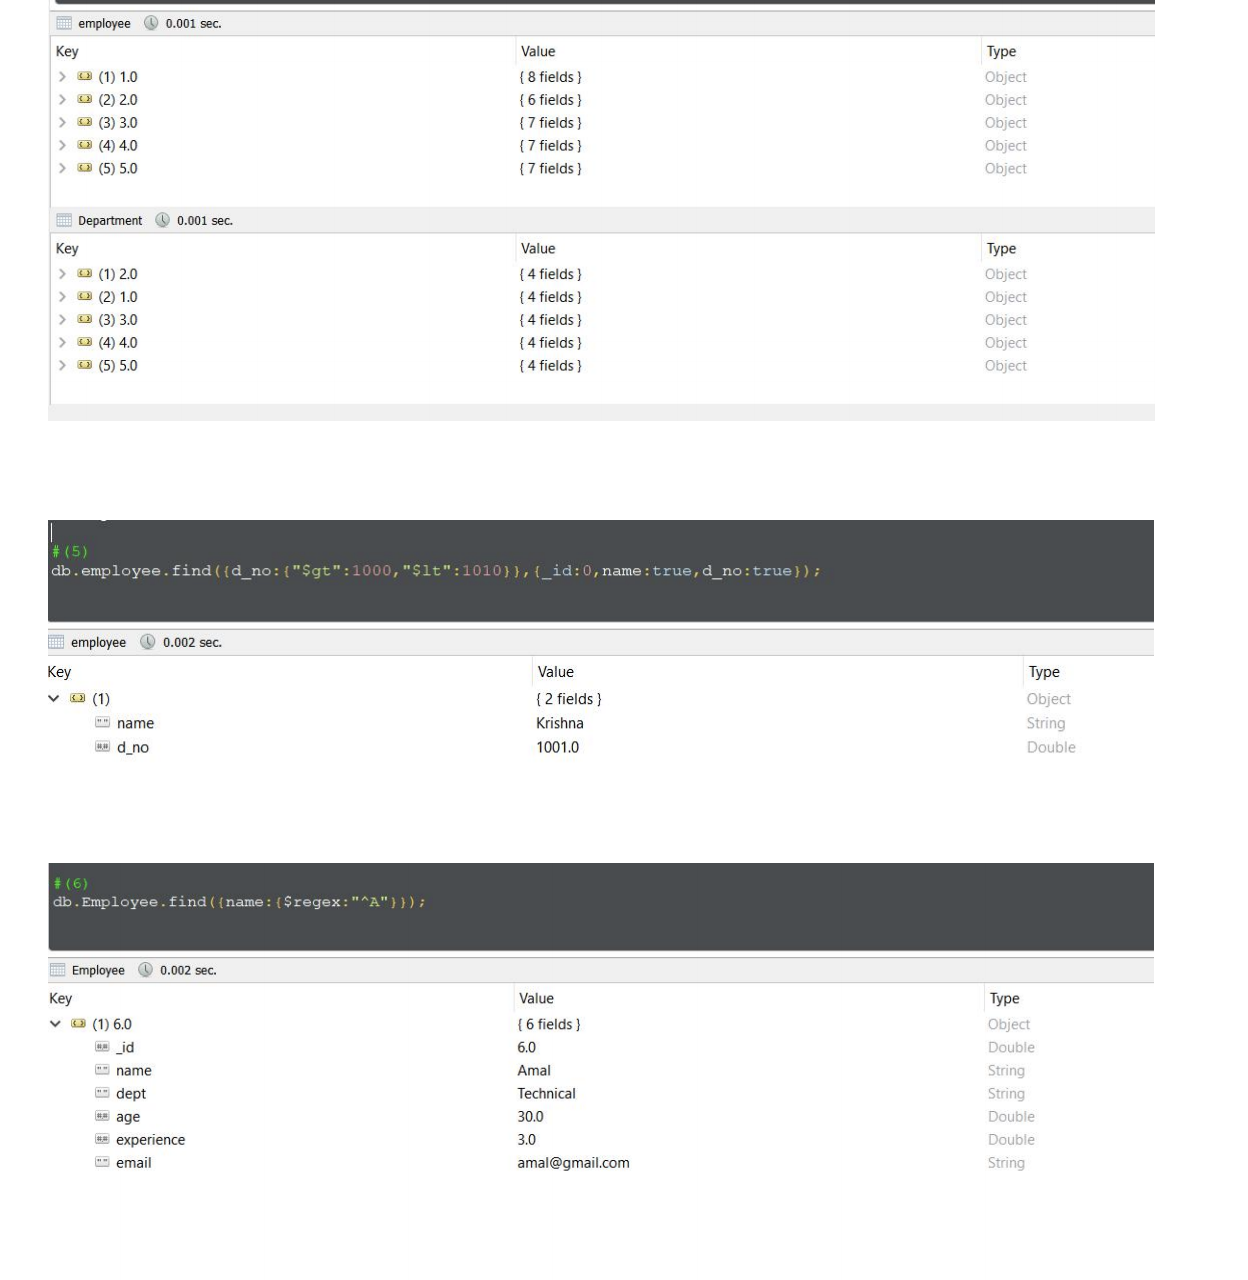 employee 0.001 sec.
Key Value Type
(1) 1.0 { 8 fields } Object
(2) 2.0 { 6 fields } Object
(3) 3.0 { 7 fields } Object
(4) 4.0 { 7 fields } Object
(5) 5.0 { 7 fields } Object
Department 0.001 sec.
Key Value Type
(1) 2.0 { 4 fields } Object
(2) 1.0 { 4 fields } Object
(3) 3.0 { 4 fields } Object
(4) 4.0 { 4 fields } Object
(5) 5.0 { 4 fields } Object
#(5)
db.employee.find({d_no:{"$gt":1000,"$lt":1010}},{_id:0,name:true,d_no:true});
employee 0.002 sec.
Key Value Type
(1) { 2 fields } Object
name Krishna String
d_no 1001.0 Double
#(6)
db.Employee.find({name:{$regex:"^A"}});
Employee 0.002 sec.
Key Value Type
(1) 6.0 { 6 fields } Object
_id 6.0 Double
name Amal String
dept Technical String
age 30.0 Double
experience 3.0 Double
email amal@gmail.com String